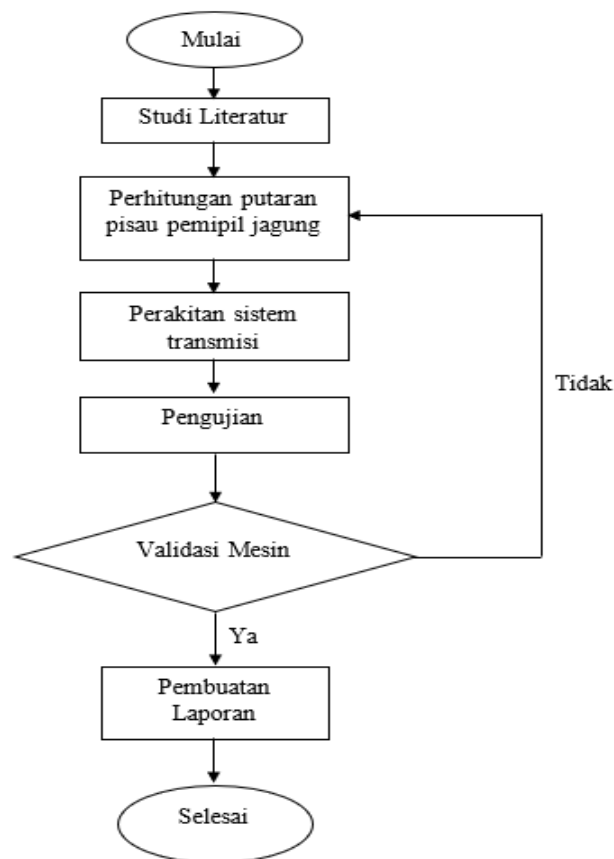 Mulai
Studi Literatur
Perhitungan putaran
pisau pemipil jagung
Perakitan sistem
transmisi
Tidak
Pengujian
Validasi Mesin
Ya
Pembuatan
Laporan
Selesai